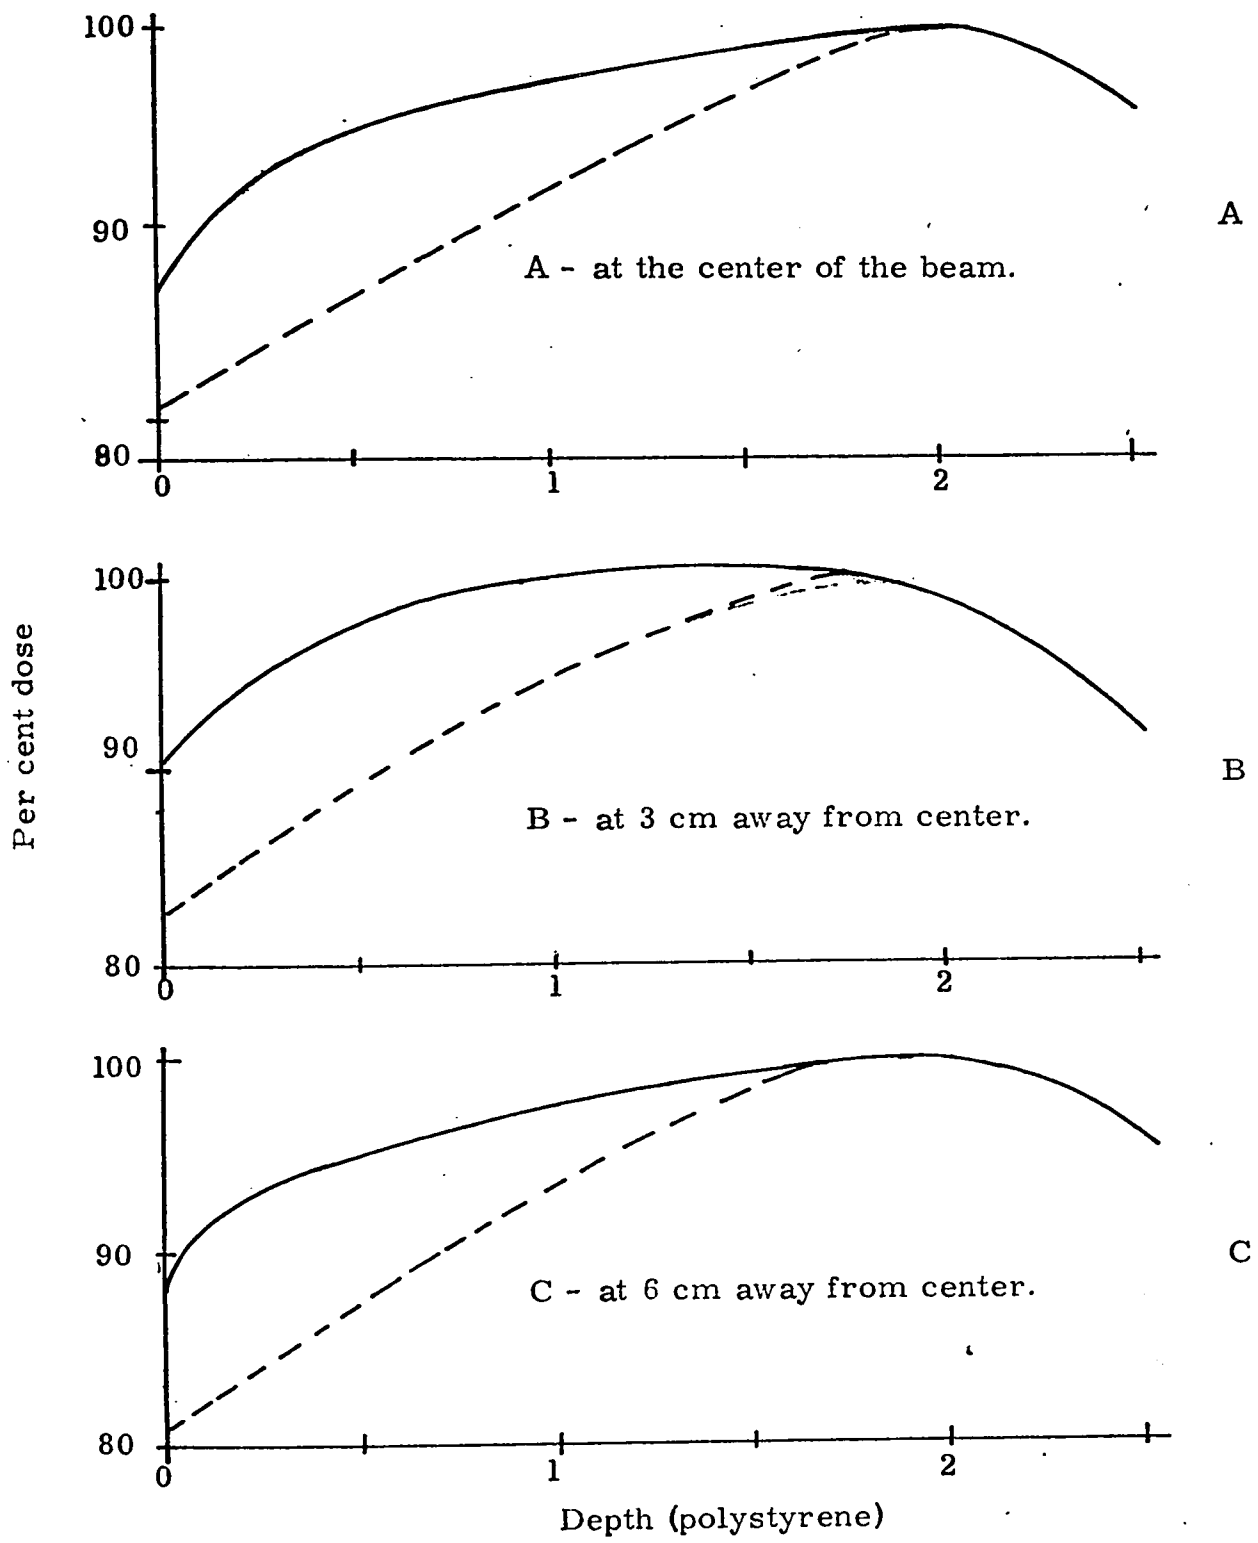 100
90
A
A - at the center of the beam.
80
0 1 2
100
Per cent dose
90
B
B - at 3 cm away from center.
80
0 1 2
100
90
C
C - at 6 cm away from center.
80
0 1 2
Depth (polystyrene)